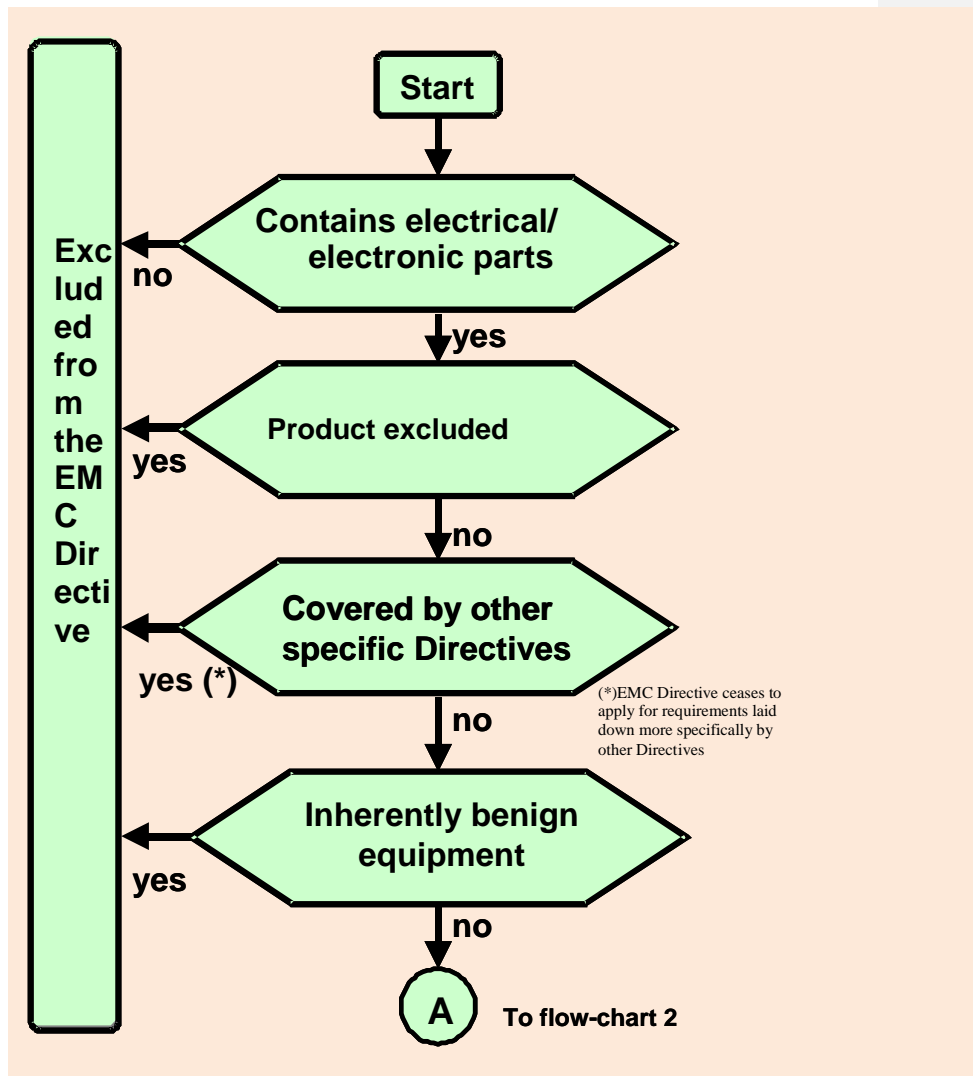 Start
Contains electrical/
electronic parts
no
yes
Product excluded
yes
no
Covered by other
specific Directives
yes (*)
no
(*)EMC Directive ceases to
apply for requirements laid
down more specifically by
other Directives
Inherently benign
equipment
yes
no
A
To flow-chart 2
Exc
lud
ed
fro
m
the
EM
C
Dir
ecti
ve